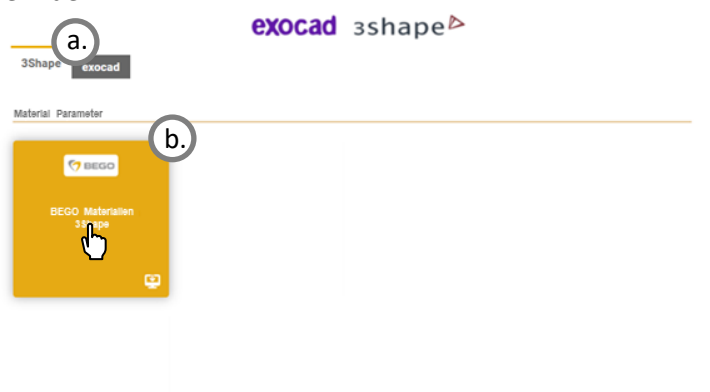 exocad 3shape
a.
3Shape exocad
Material Parameter
b.
BEGO
BEGO Materialien
3Shape